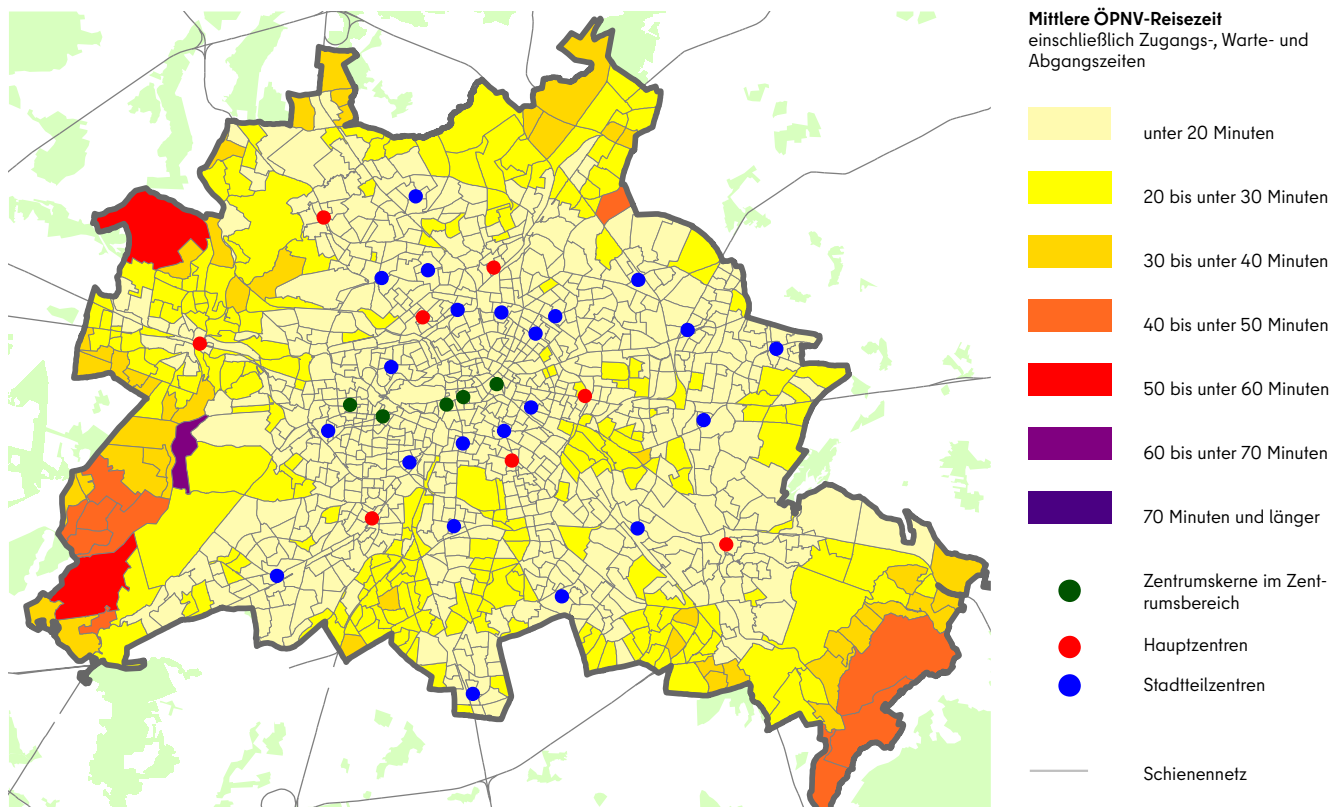 Mittlere ÖPNV-Reisezeit
einschließlich Zugangs-, Warte- und
Abgangszeiten
unter 20 Minuten
20 bis unter 30 Minuten
30 bis unter 40 Minuten
40 bis unter 50 Minuten
50 bis unter 60 Minuten
60 bis unter 70 Minuten
70 Minuten und länger
Zentrumskerne im Zent-
rumsbereich
Hauptzentren
Stadtteilzentren
Schienennetz